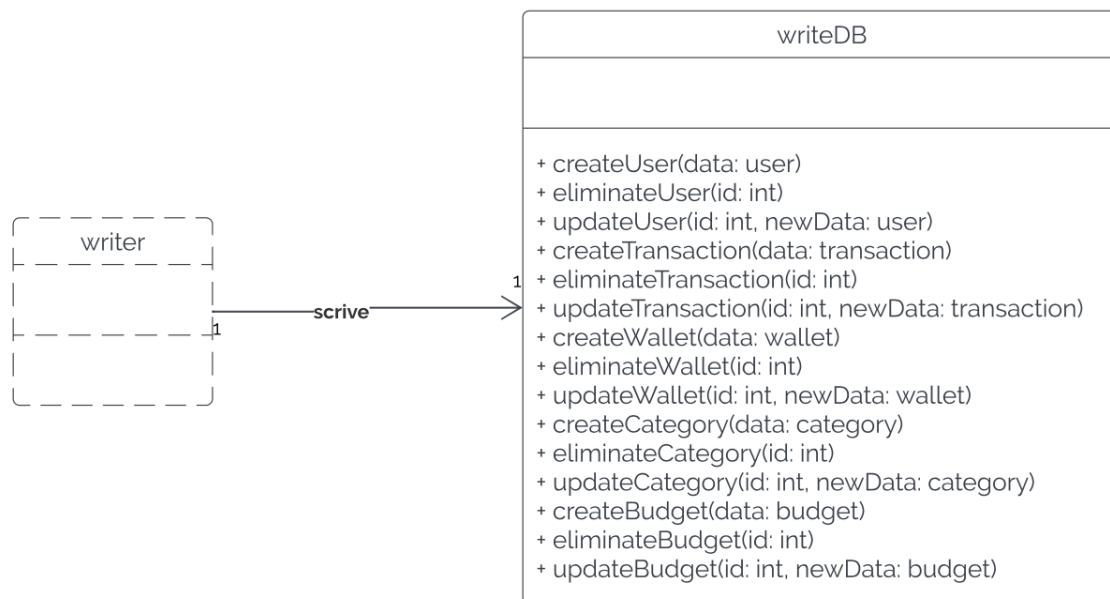 writeDB
+ createUser(data: user)
+ eliminateUser(id: int)
+ updateUser(id: int, newData: user)
+ createTransaction(data: transaction)
+ eliminateTransaction(id: int)
+ updateTransaction(id: int, newData: transaction)
+ createWallet(data: wallet)
+ eliminateWallet(id: int)
+ updateWallet(id: int, newData: wallet)
+ createCategory(data: category)
+ eliminateCategory(id: int)
+ updateCategory(id: int, newData: category)
+ createBudget(data: budget)
+ eliminateBudget(id: int)
+ updateBudget(id: int, newData: budget)
writer
1
scrive
1